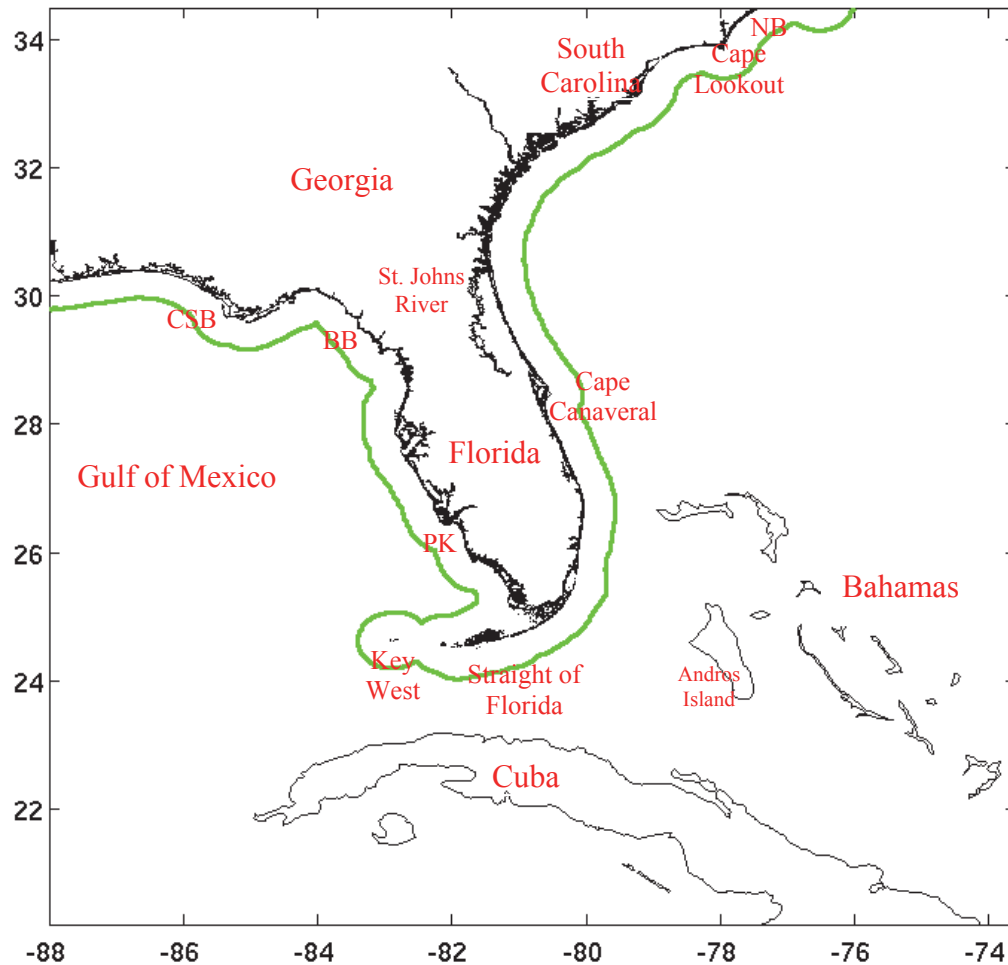 34
NB
South
Carolina
Cape
Lookout
32
Georgia
St. Johns
River
30
CSB
BB
Cape
Canaveral
28
Florida
Gulf of Mexico
PK
26
Bahamas
Key
West
Straight of
Florida
Andros
Island
24
Cuba
22
-88
-86
-84
-82
-80
-78
-76
-74